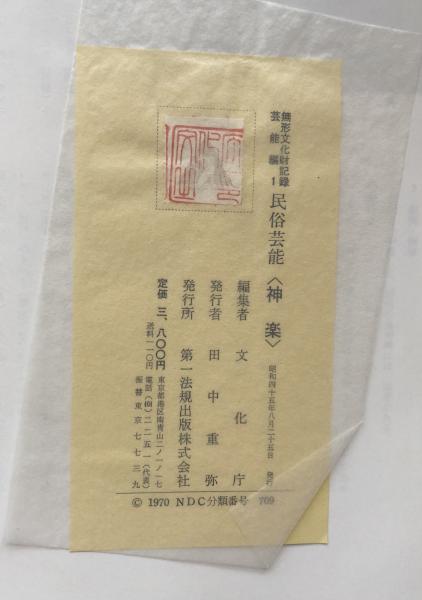 無形文化財記録
芸能編1
民俗芸能〈神楽〉
昭和四十五年八月二十五日 発行
編集者 文化庁
発行者 田中重弥
発行所 第一法規出版株式会社
東京都港区南青山二ノ一一ノ一七
電話(404)二二五一(代表)
振替東京七七三九
定価 三、八〇〇円
送料一一〇円
© 1970 NDC分類番号 709